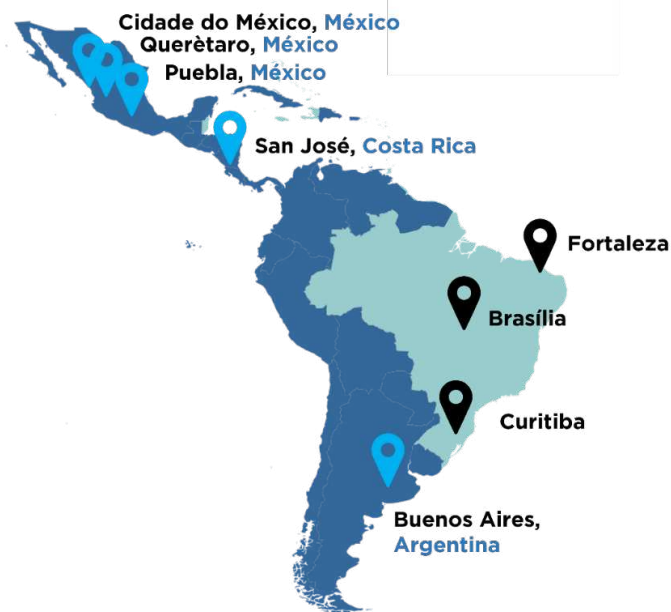 Cidade do México, México
Querètaro, México
Puebla, México
San José, Costa Rica
Fortaleza
Brasília
Curitiba
Buenos Aires,
Argentina